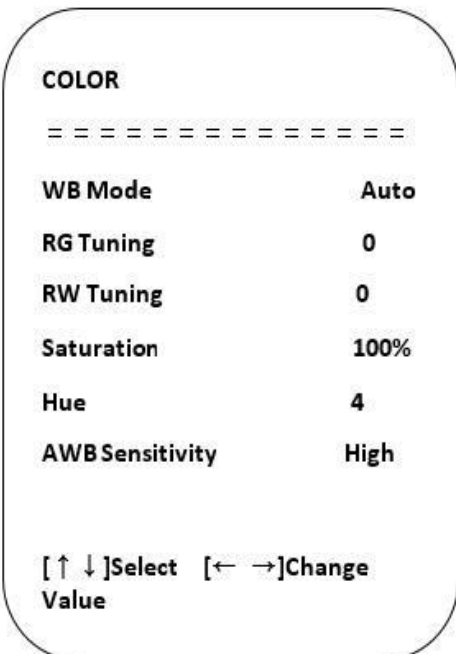 COLOR
= = = = = = = = = = = = = =
WB Mode Auto
RG Tuning 0
RW Tuning 0
Saturation 100%
Hue 4
AWB Sensitivity High
[↑ ↓]Select [← →]Change
Value